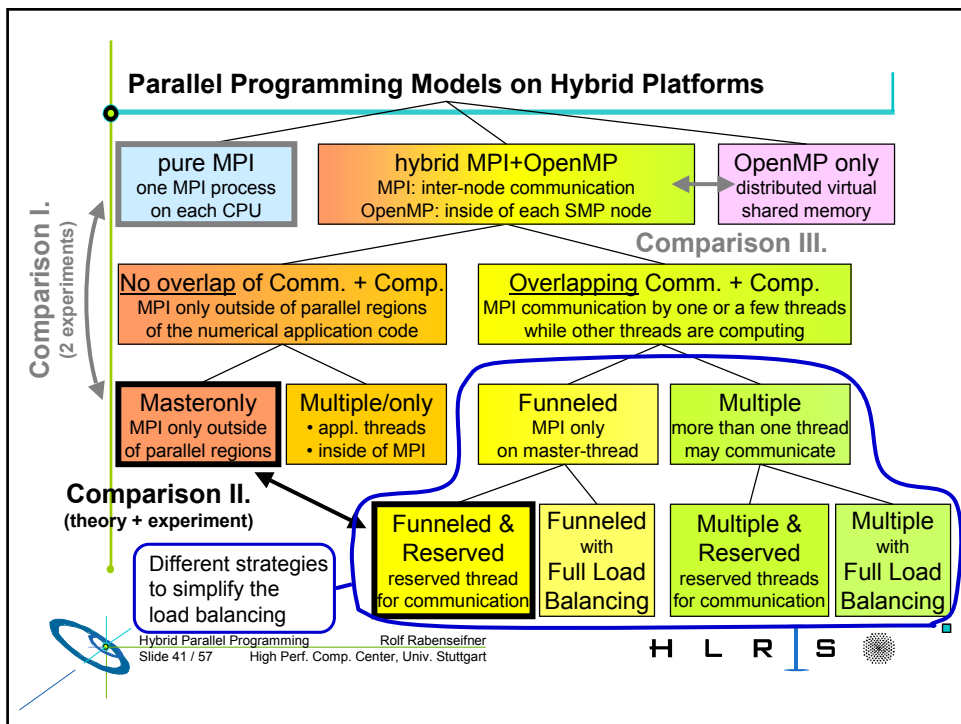 Parallel Programming Models on Hybrid Platforms
pure MPI
one MPI process
on each CPU
hybrid MPI+OpenMP
MPI: inter-node communication
OpenMP: inside of each SMP node
OpenMP only
distributed virtual
shared memory
Comparison I.
(2 experiments)
Comparison III.
No overlap of Comm. + Comp.
MPI only outside of parallel regions
of the numerical application code
Overlapping Comm. + Comp.
MPI communication by one or a few threads
while other threads are computing
Masteronly
MPI only outside
of parallel regions
Multiple/only
• appl. threads
• inside of MPI
Funneled
MPI only
on master-thread
Multiple
more than one thread
may communicate
Comparison II.
(theory + experiment)
Funneled &
Reserved
reserved thread
for communication
Funneled
with
Full Load
Balancing
Multiple &
Reserved
reserved threads
for communication
Multiple
with
Full Load
Balancing
Different strategies
to simplify the
load balancing
Hybrid Parallel Programming Rolf Rabenseifner
Slide 41 / 57 High Perf. Comp. Center, Univ. Stuttgart
H L R I S